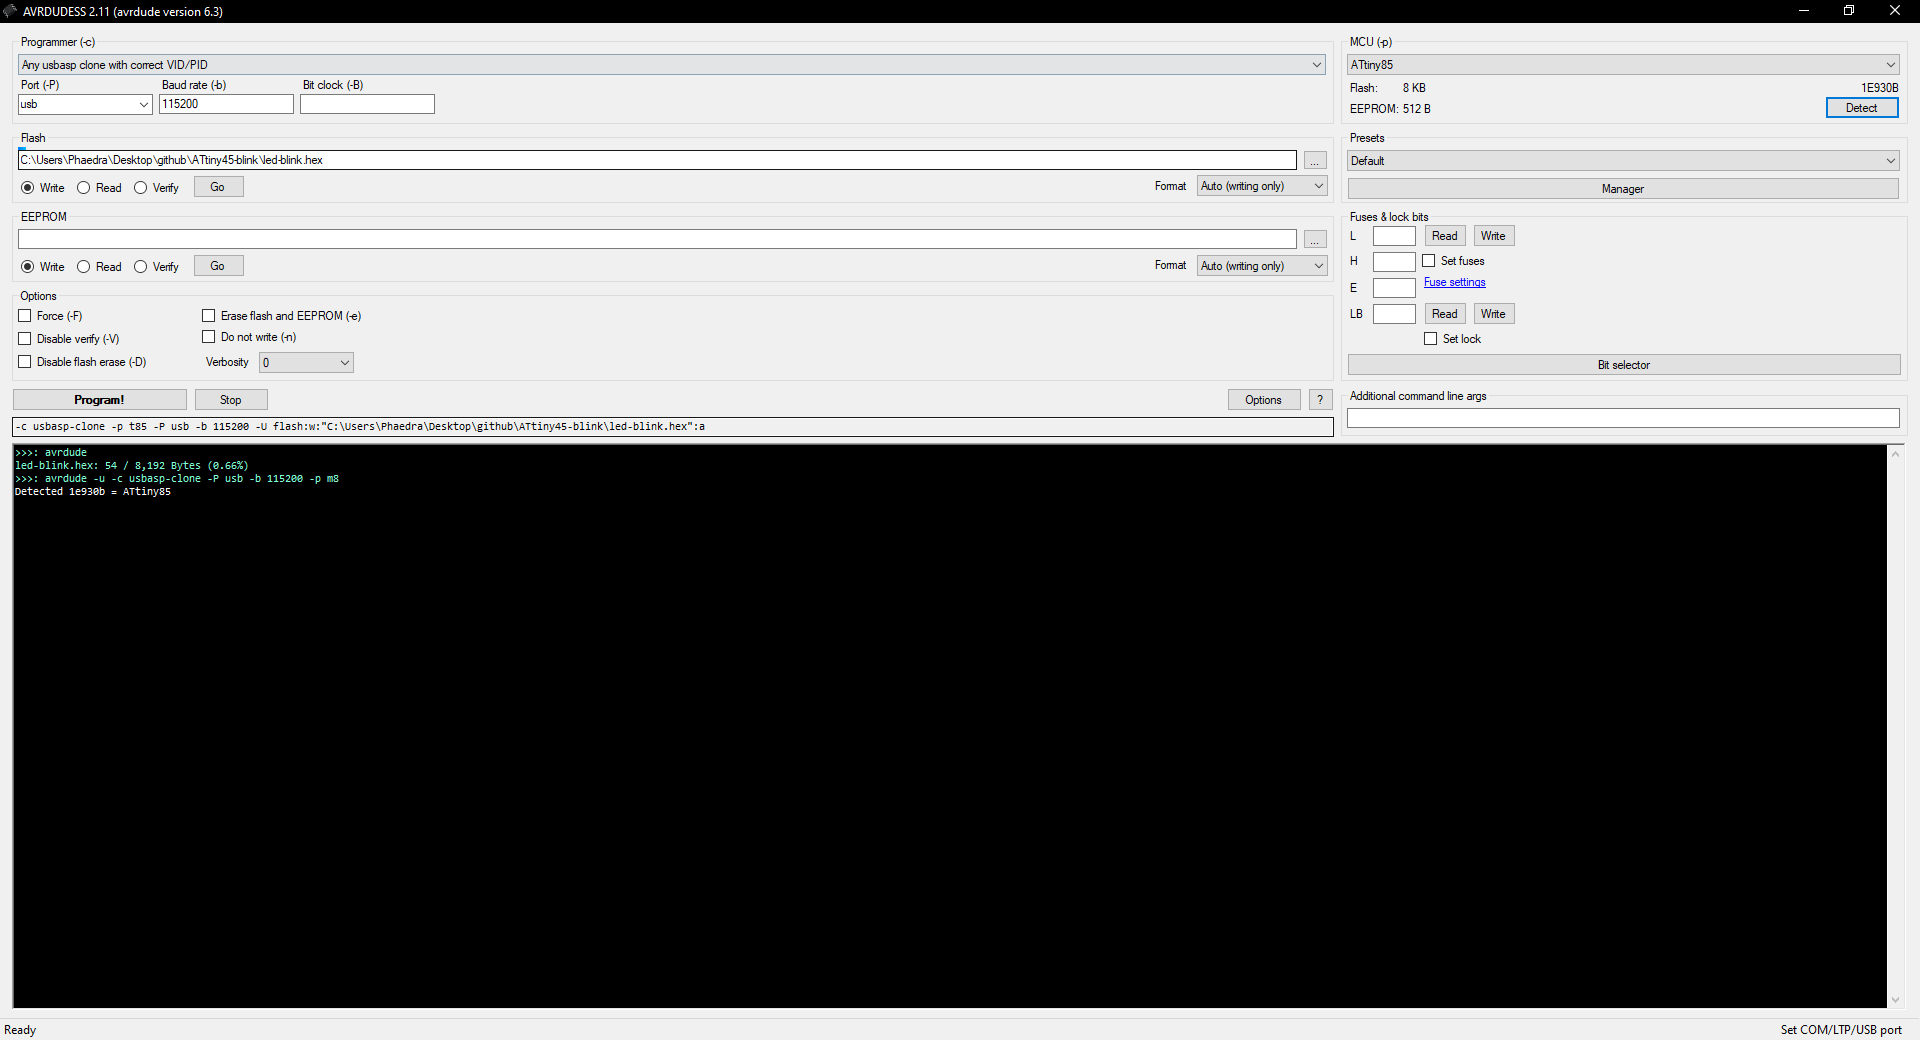 AVRDUDESS 2.11 (avrdude version 6.3)
Programmer (-c)
Any usbasp clone with correct VID/PID
Port (-P)
Baud rate (-b)
Bit clock (-B)
usb
115200
MCU (-p)
ATtiny85
Flash: 8 KB 1E930B
EEPROM: 512 B
Detect
Flash
C:\Users\Phaedra\Desktop\github\ATtiny45-blink\led-blink.hex
...
Write Read Verify Go
Format Auto (writing only)
Presets
Default
Manager
EEPROM
...
Write Read Verify Go
Format Auto (writing only)
Fuses & lock bits
L Read Write
H Set fuses
E Fuse settings
LB Read Write
Set lock
Bit selector
Options
Force (-F)
Erase flash and EEPROM (-e)
Disable verify (-V)
Do not write (-n)
Disable flash erase (-D)
Verbosity 0
Program!
Stop
Options
?
Additional command line args
-c usbasp-clone -p t85 -P usb -b 115200 -U flash:w:"C:\Users\Phaedra\Desktop\github\ATtiny45-blink\led-blink.hex":a
>>>: avrdude
led-blink.hex: 54 / 8,192 Bytes (0.66%)
>>>: avrdude -u -c usbasp-clone -P usb -b 115200 -p m8
Detected 1e930b = ATtiny85
Ready
Set COM/LTP/USB port